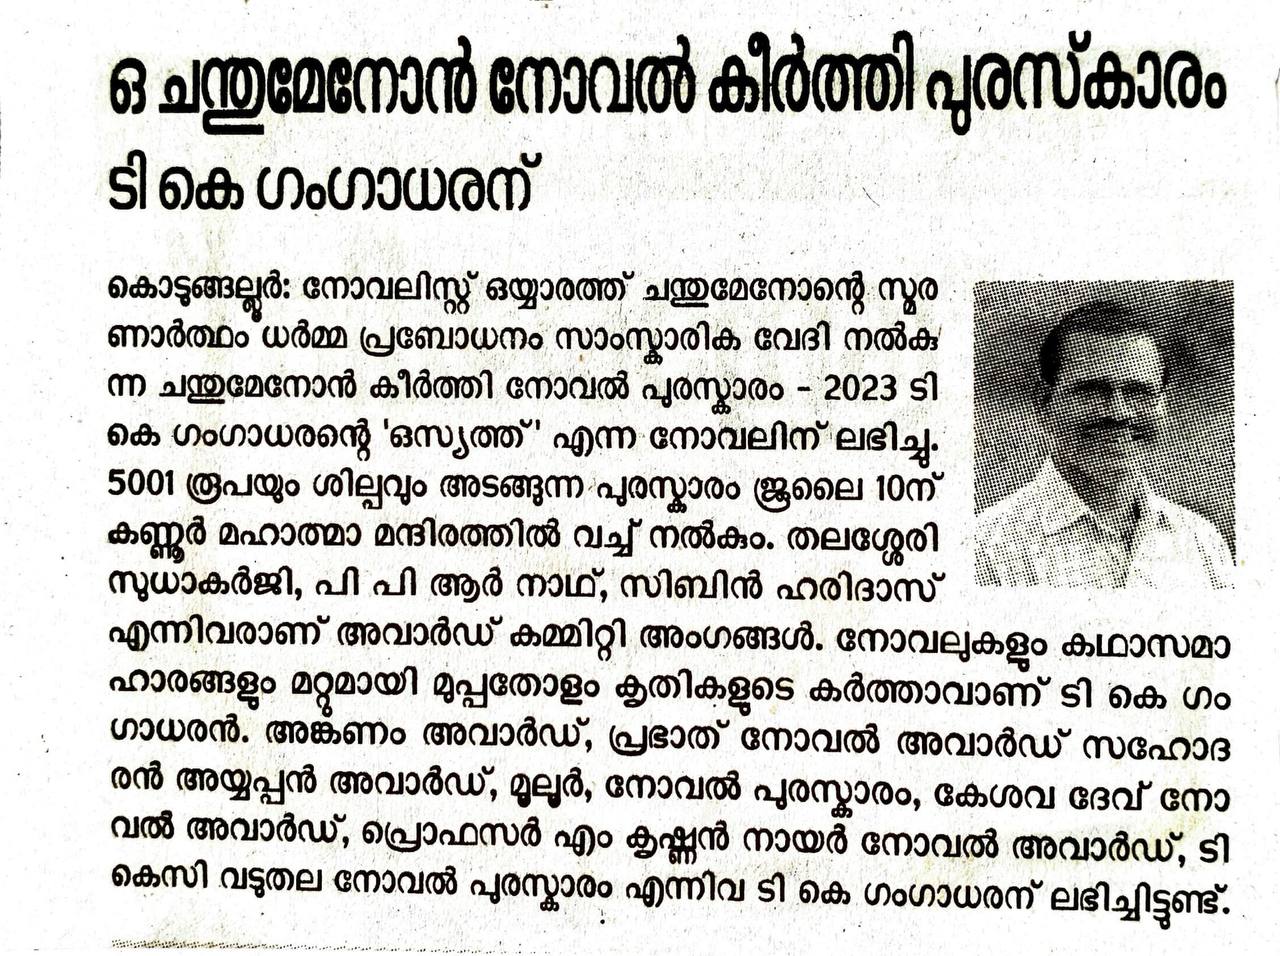 ഒ ചന്തുമേനോൻ നോവൽ കീർത്തി പുരസ്കാരം
ടി കെ ഗംഗാധരന്
കൊടുങ്ങല്ലൂർ: നോവലിസ്റ്റ് ഒയ്യാരത്ത് ചന്തുമേനോന്റെ സ്മര
ണാർത്ഥം ധർമ്മ പ്രബോധനം സാംസ്കാരിക വേദി നൽകു
ന്ന ചന്തുമേനോൻ കീർത്തി നോവൽ പുരസ്കാരം - 2023 ടി
കെ ഗംഗാധരന്റെ 'ഒസ്യത്ത്' എന്ന നോവലിന് ലഭിച്ചു.
5001 രൂപയും ശില്പവും അടങ്ങുന്ന പുരസ്കാരം ജൂലൈ 10ന്
കണ്ണൂർ മഹാത്മാ മന്ദിരത്തിൽ വച്ച് നൽകും. തലശ്ശേരി
സുധാകർജി, പി പി ആർ നാഥ്, സിബിൻ ഹരിദാസ്
എന്നിവരാണ് അവാർഡ് കമ്മിറ്റി അംഗങ്ങൾ. നോവലുകളും കഥാസമാ
ഹാരങ്ങളും മറ്റുമായി മുപ്പതോളം കൃതികളുടെ കർത്താവാണ് ടി കെ ഗം
ഗാധരൻ. അങ്കണം അവാർഡ്, പ്രഭാത് നോവൽ അവാർഡ് സഹോദ
രൻ അയ്യപ്പൻ അവാർഡ്, മൂലൂർ, നോവൽ പുരസ്കാരം, കേശവ ദേവ് നോ
വൽ അവാർഡ്, പ്രൊഫസർ എം കൃഷ്ണൻ നായർ നോവൽ അവാർഡ്, ടി
കെസി വടുതല നോവൽ പുരസ്കാരം എന്നിവ ടി കെ ഗംഗാധരന് ലഭിച്ചിട്ടുണ്ട്.